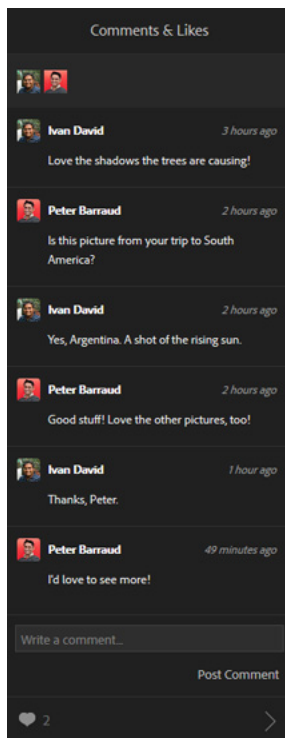 Comments & Likes
Ivan David
3 hours ago
Love the shadows the trees are causing!
Peter Barraud
2 hours ago
Is this picture from your trip to South
America?
Ivan David
2 hours ago
Yes, Argentina. A shot of the rising sun.
Peter Barraud
2 hours ago
Good stuff! Love the other pictures, too!
Ivan David
1 hour ago
Thanks, Peter.
Peter Barraud
49 minutes ago
I'd love to see more!
Write a comment...
Post Comment
2